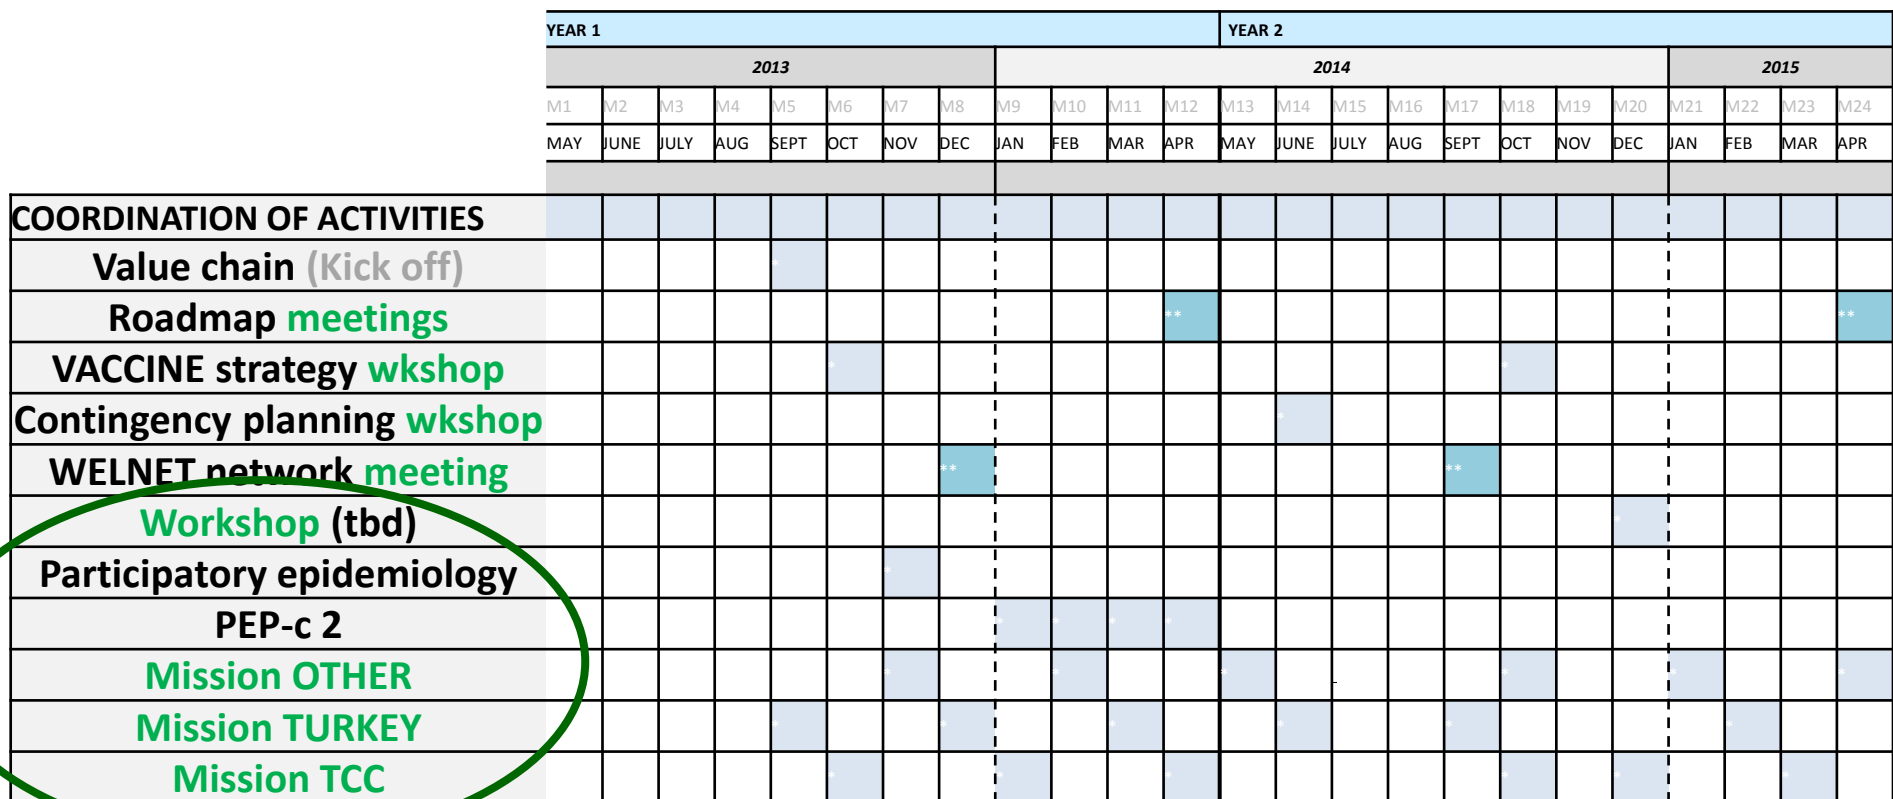 YEAR 1 YEAR 2
2013 2014 2015
M1 M2 M3 M4 M5 M6 M7 M8 M9 M10 M11 M12 M13 M14 M15 M16 M17 M18 M19 M20 M21 M22 M23 M24
MAY JUNE JULY AUG SEPT OCT NOV DEC JAN FEB MAR APR MAY JUNE JULY AUG SEPT OCT NOV DEC JAN FEB MAR APR
COORDINATION OF ACTIVITIES
Value chain (Kick off) *
Roadmap meetings ** **
VACCINE strategy wkshop * *
Contingency planning wkshop *
WELNET network meeting ** **
Workshop (tbd) *
Participatory epidemiology *
PEP-c 2 * * * *
Mission OTHER * * * - * * *
Mission TURKEY * * * * * *
Mission TCC * * * * * *